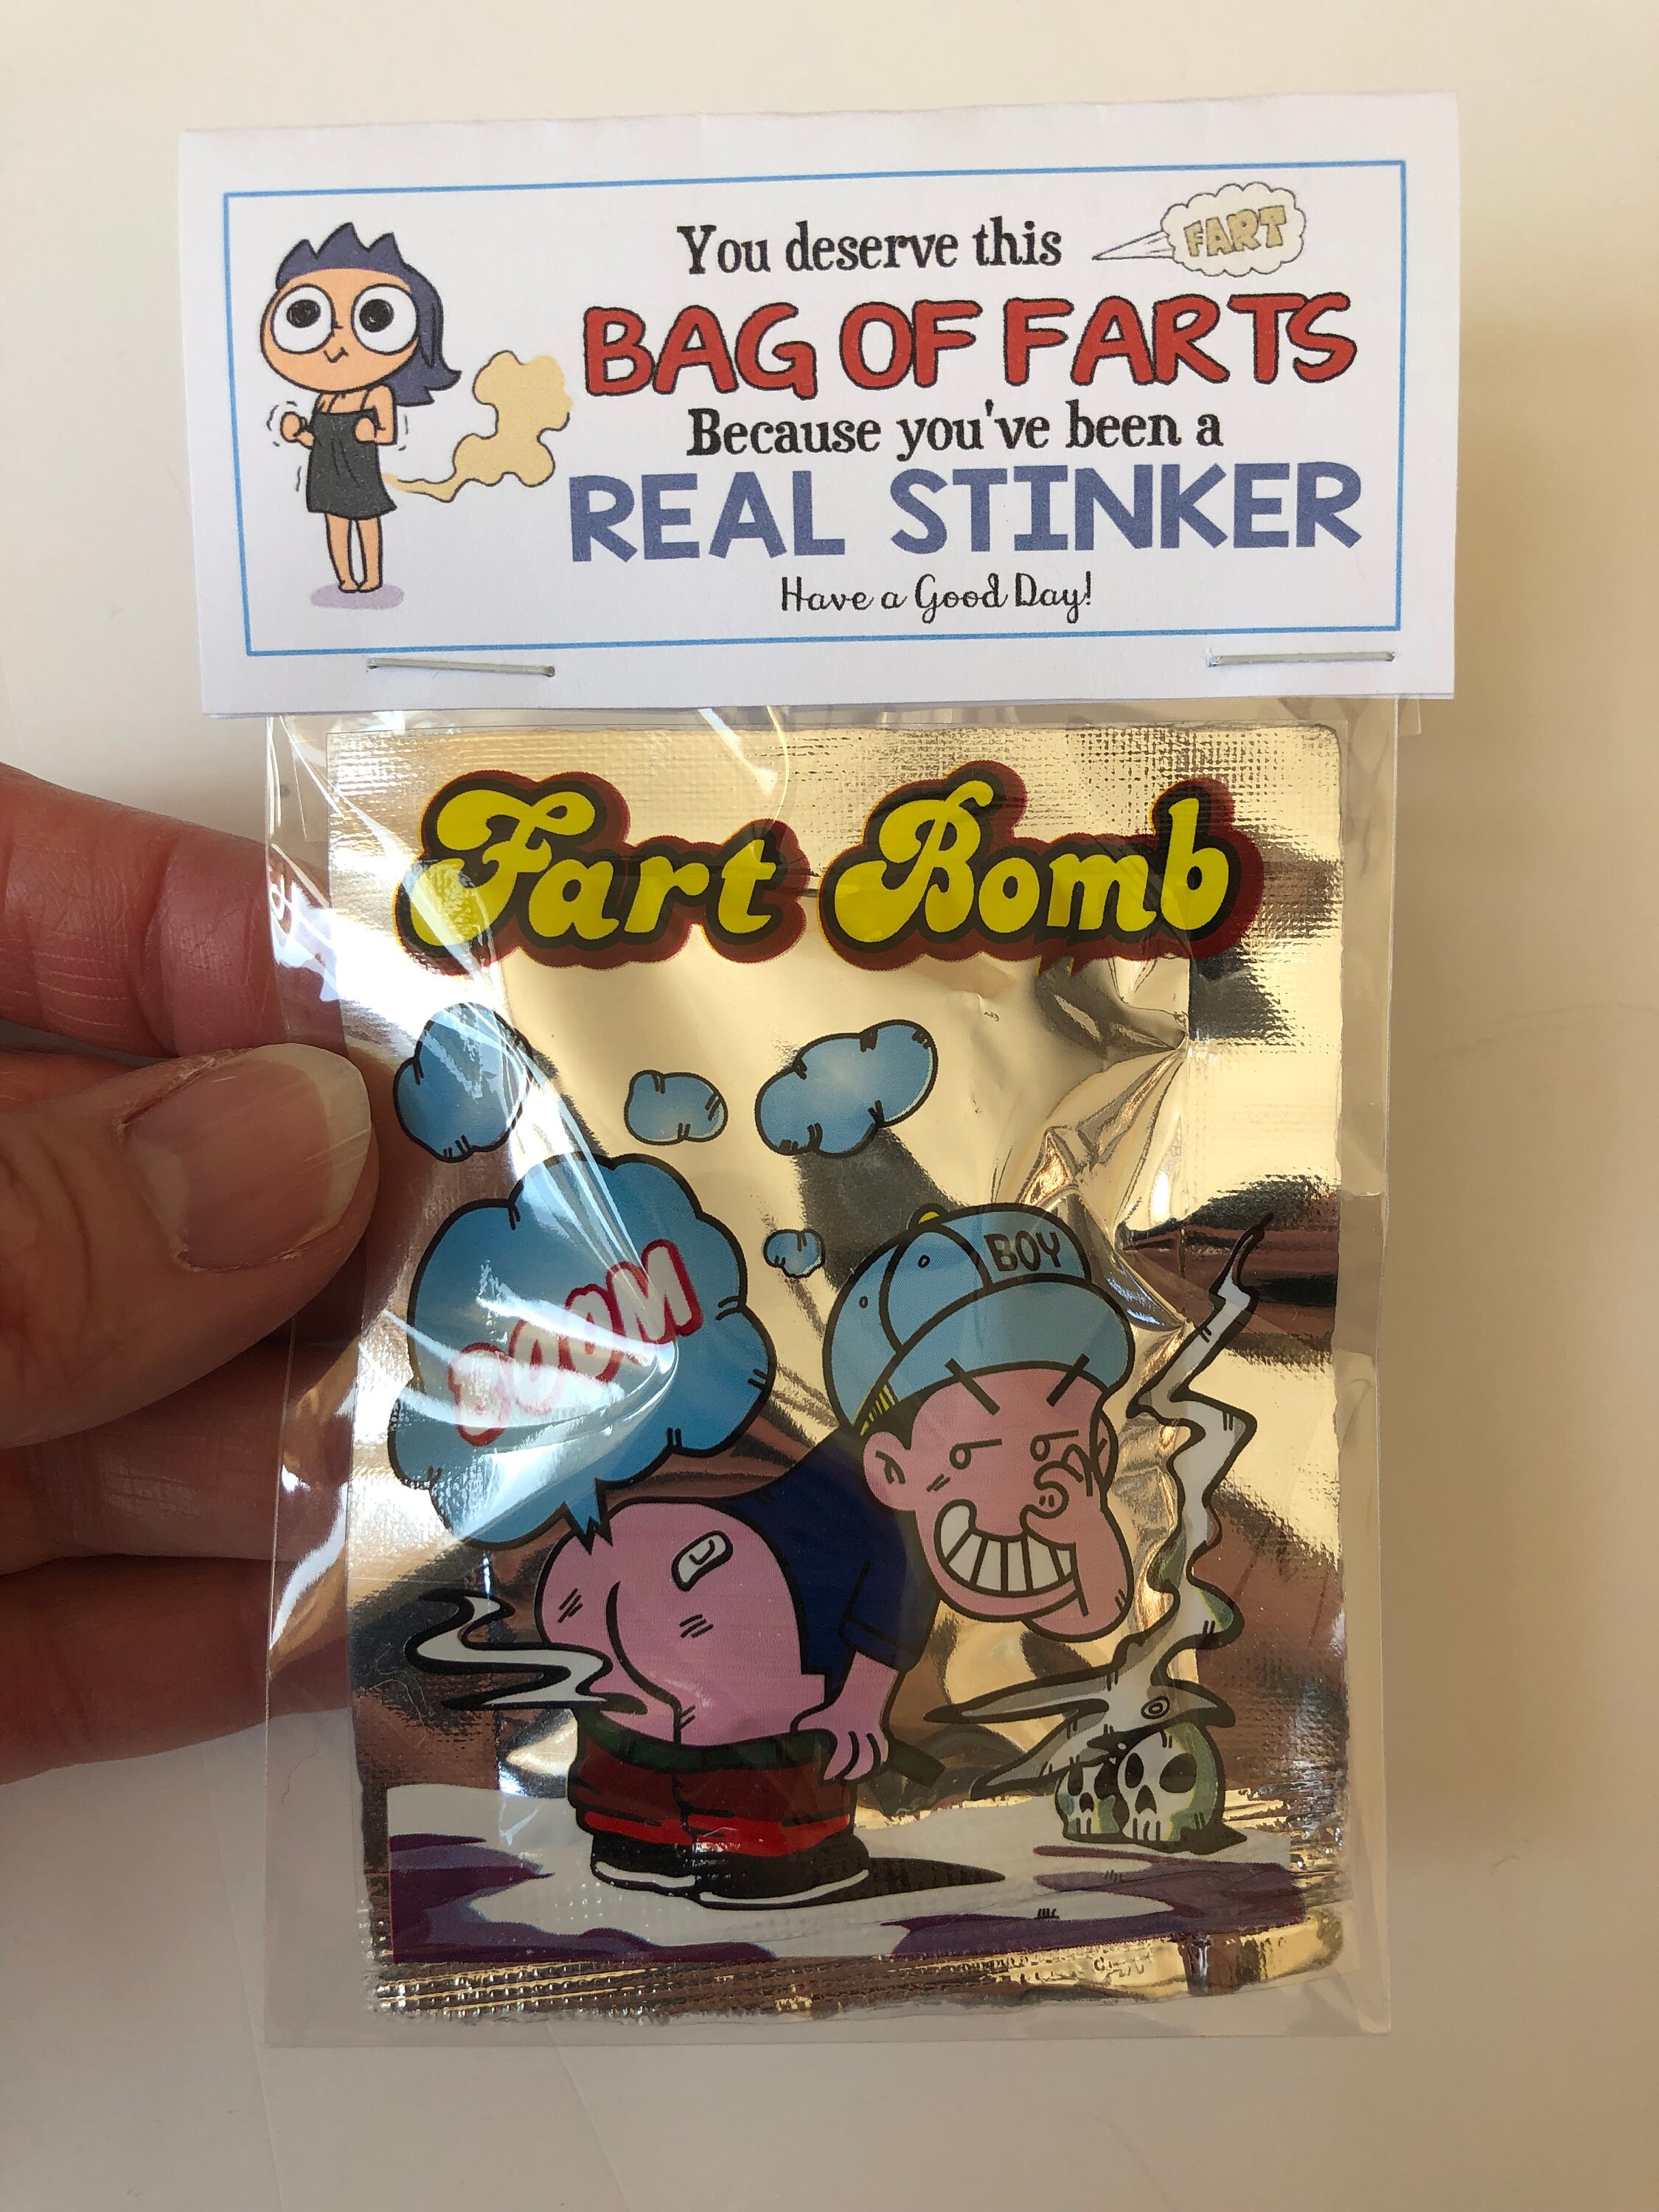 You deserve this
FART
BAG OF FARTS
Because you've been a
REAL STINKER
Have a Good Day!
Fart Bomb
BOOM
BOY